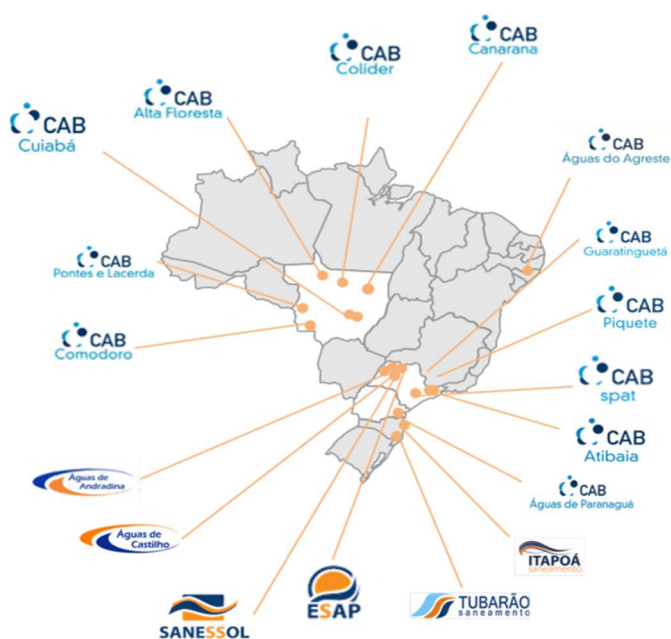 CAB
Canarana
CAB
Colíder
CAB
Alta Floresta
CAB
Cuiabá
CAB
Águas do Agreste
CAB
Guaratinguetá
CAB
Pontes e Lacerda
CAB
Piquete
CAB
Comodoro
CAB
spat
CAB
Atibaia
Águas de
Andradina
CAB
Águas de Paranaguá
Águas de
Castilho
ITAPOÁ
saneamento
ESAP
TUBARÃO
saneamento
SANESSOL